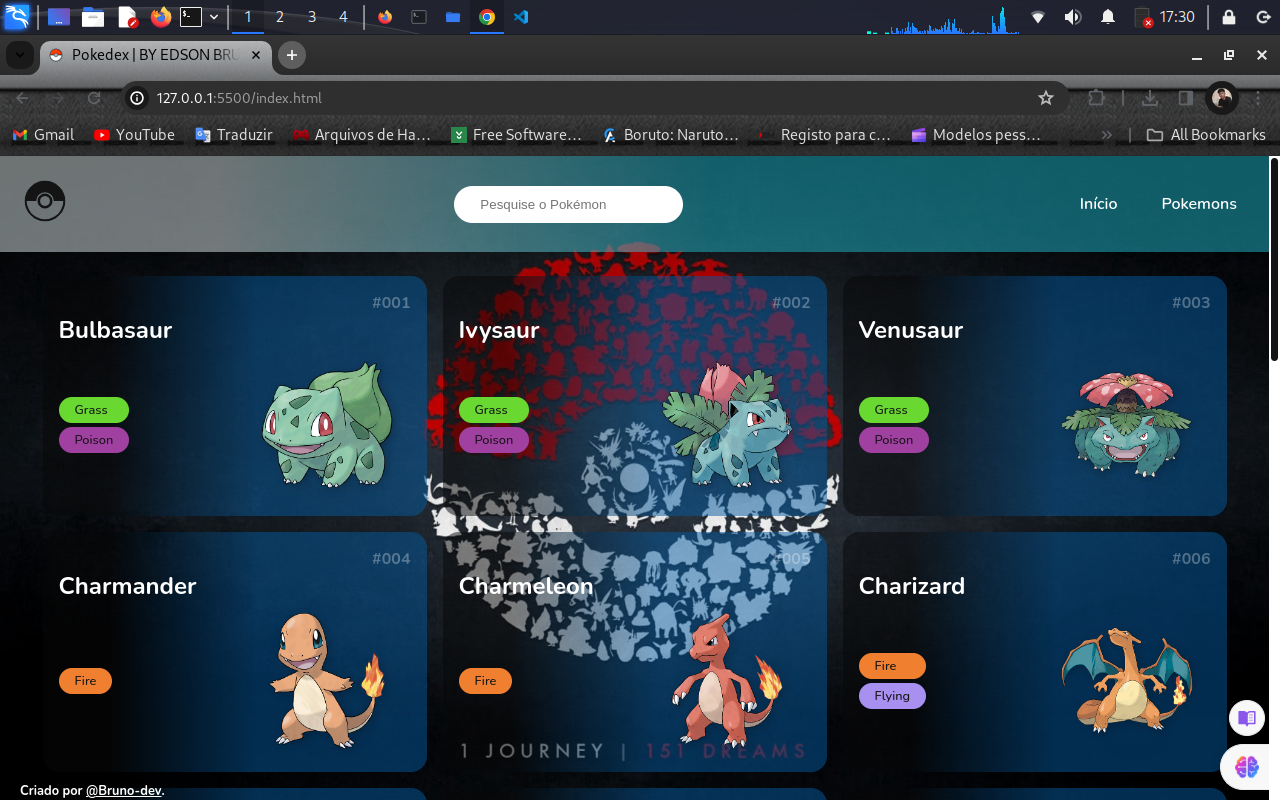 1 2 3 4 17:30
Pokedex | BY EDSON BRU
127.0.0.1:5500/index.html
Gmail YouTube Traduzir Arquivos de Ha… Free Software… Boruto: Naruto… Registo para c… Modelos pess… » All Bookmarks
Pesquise o Pokémon Início Pokemons
#001 #002 #003
Bulbasaur Ivysaur Venusaur
Grass Grass Grass
Poison Poison Poison
#004 #005 #006
Charmander Charmeleon Charizard
Fire Fire Fire
Flying
1 JOURNEY | 151 DREAMS
Criado por @Bruno-dev.